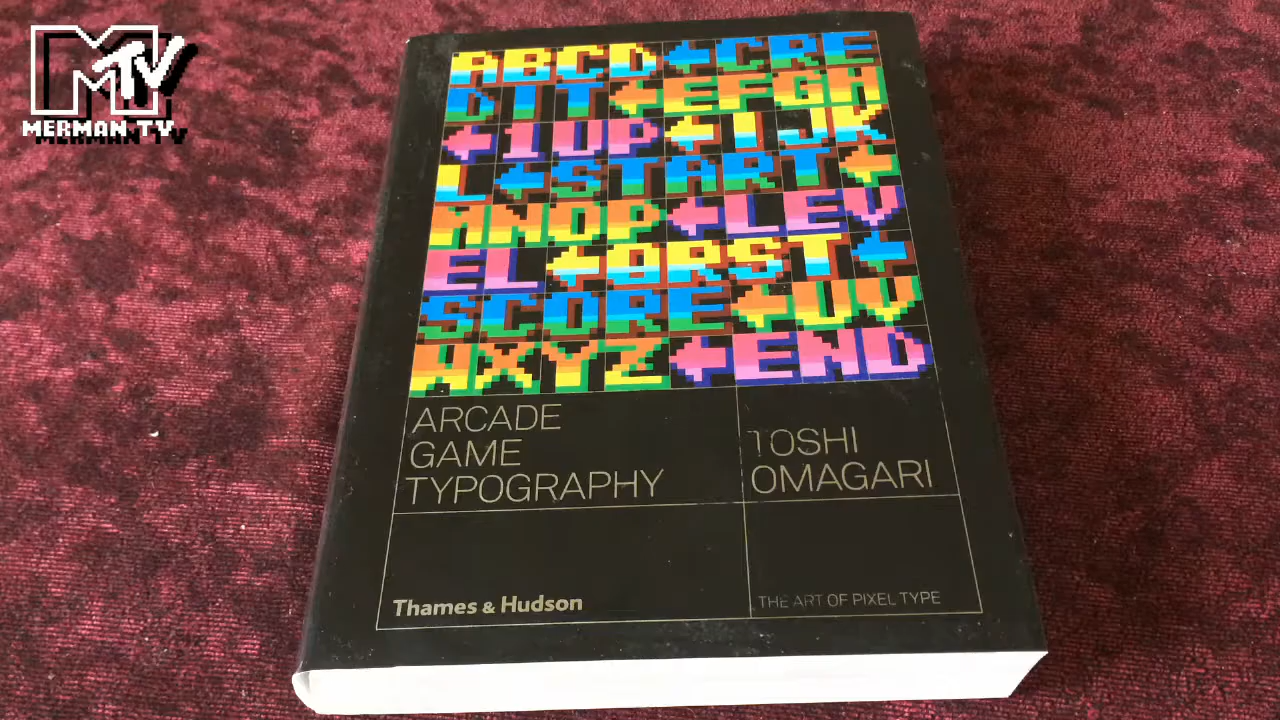 MTV
MERMAN TV
ABCD←CRE
DIT←EFGH
←1UP←IJK
L←START←
MNOP←LEV
EL←QRST←
SCORE←UV
WXYZ←END
ARCADE
GAME
TYPOGRAPHY
TOSHI
OMAGARI
Thames & Hudson
THE ART OF PIXEL TYPE